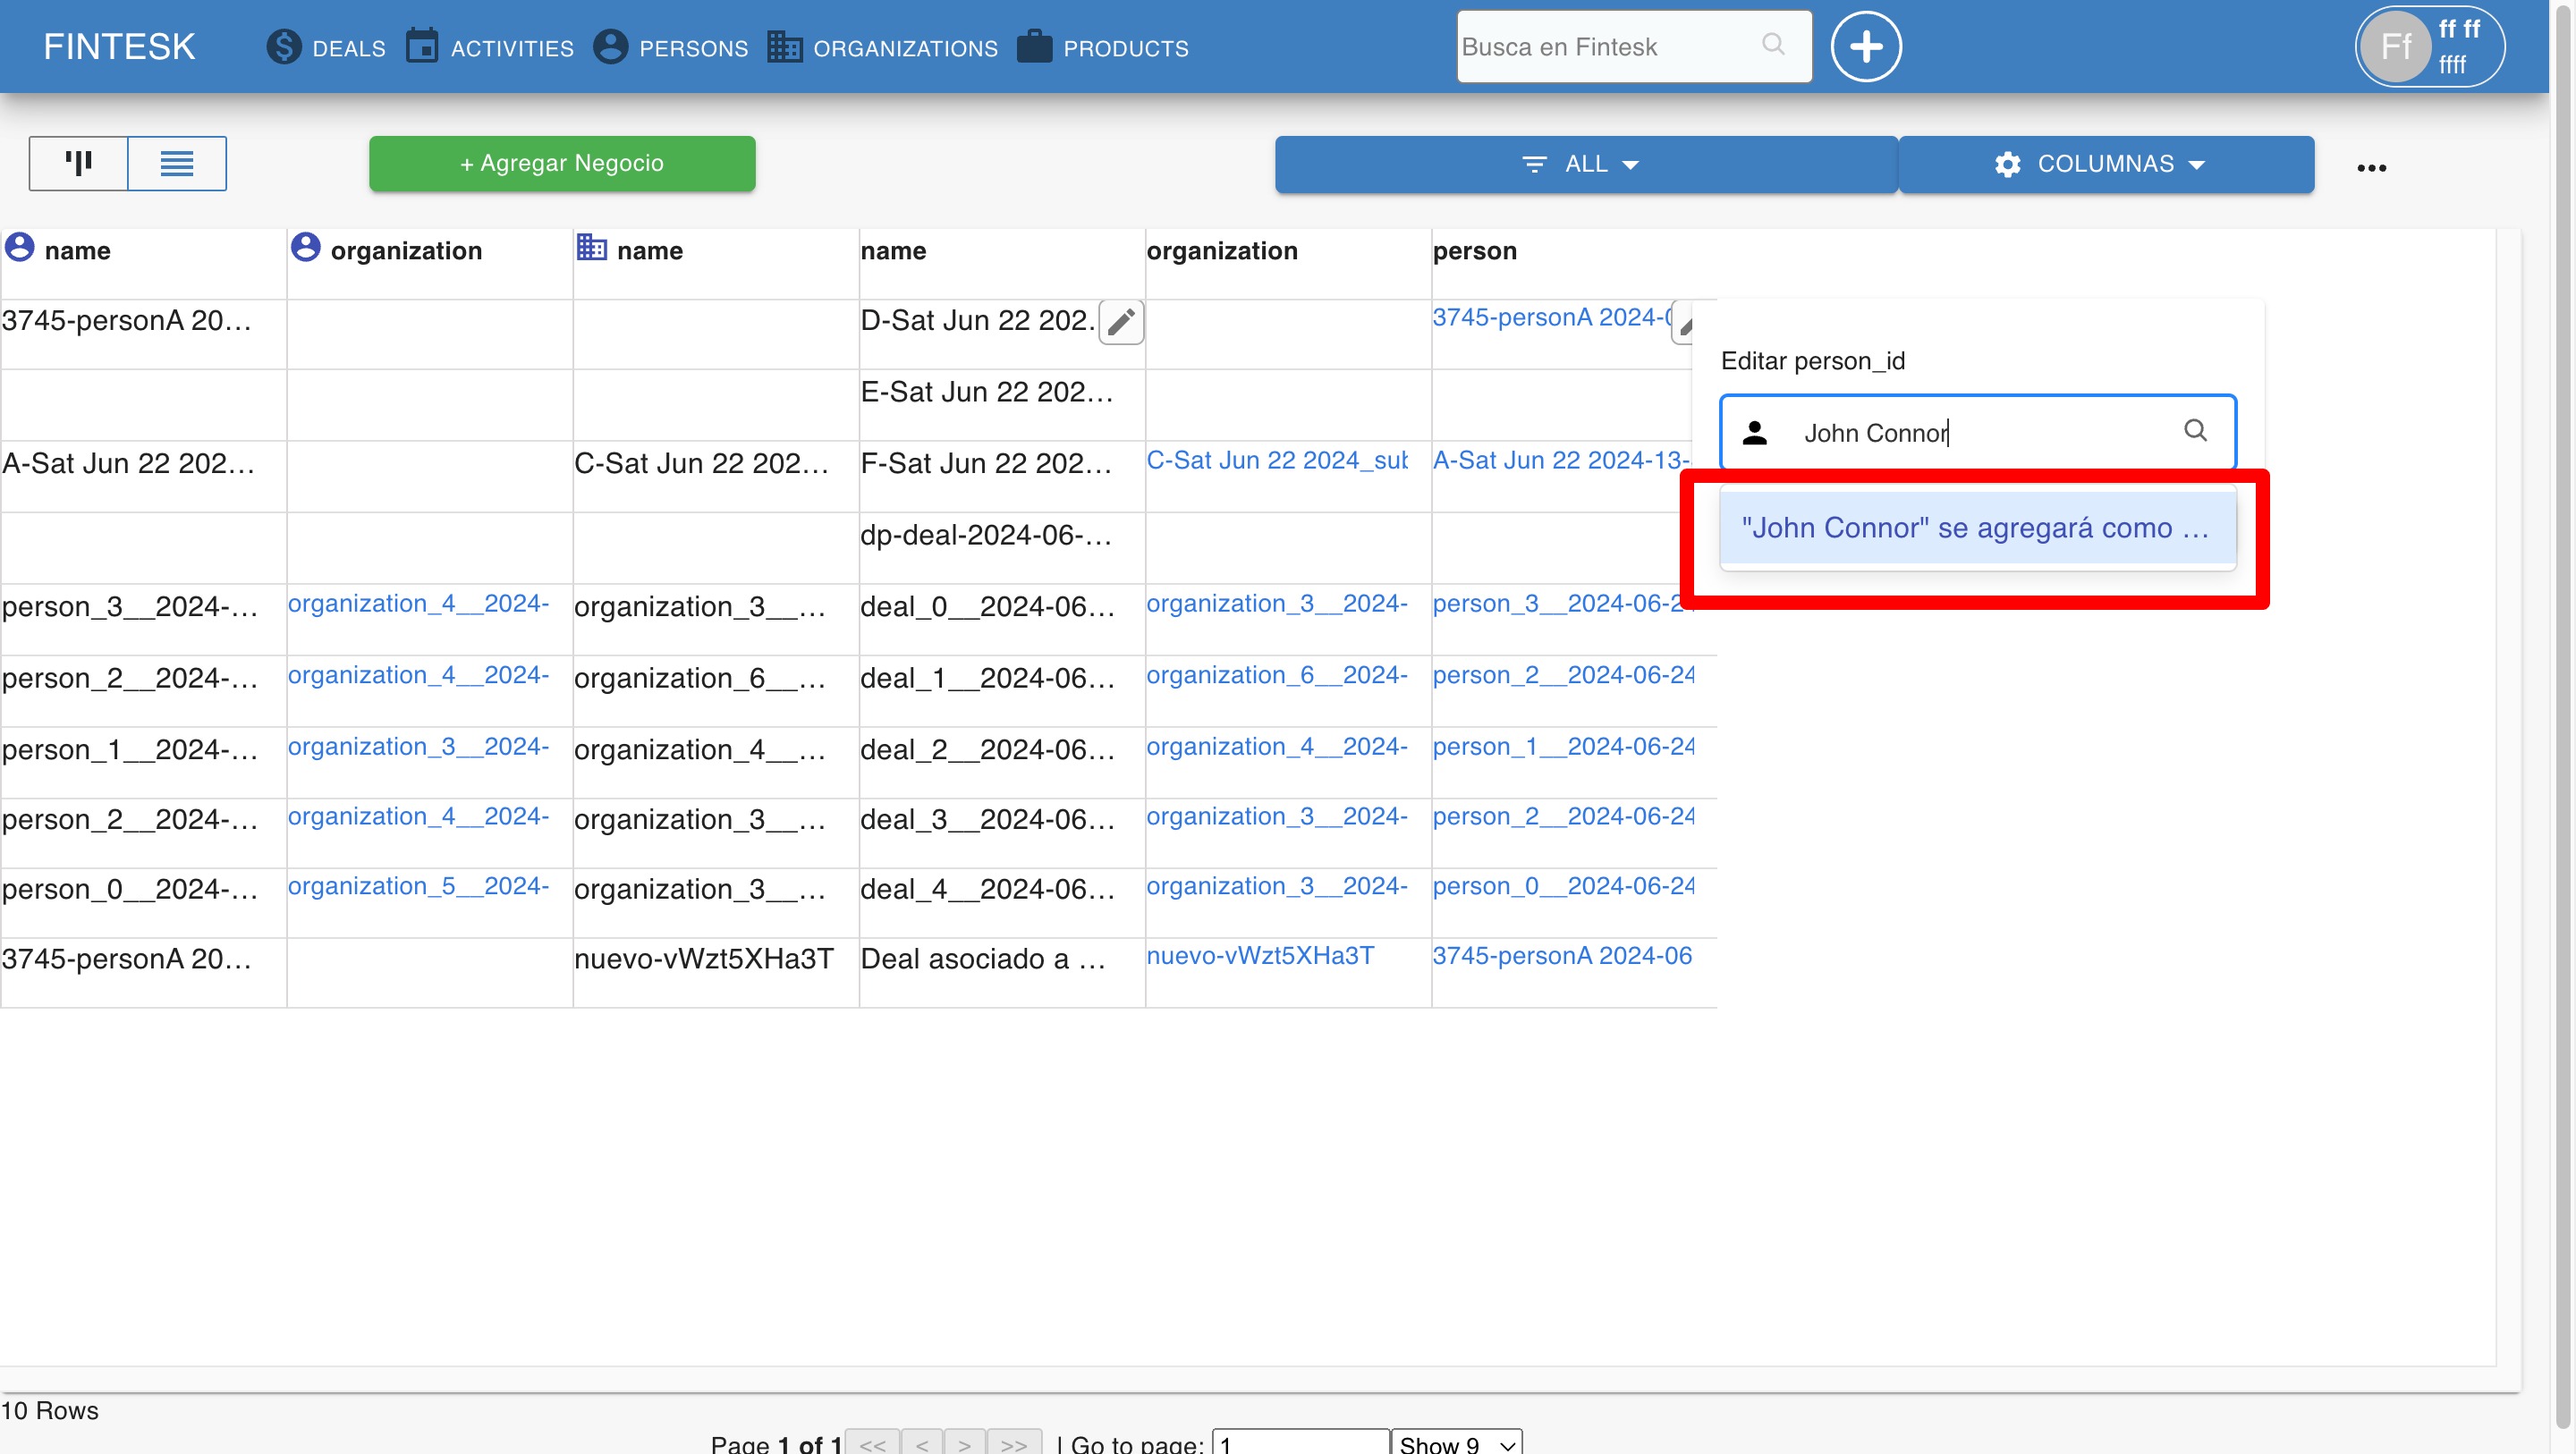 FINTESK DEALS ACTIVITIES PERSONS ORGANIZATIONS PRODUCTS Busca en Fintesk Ff ff ff
ffff
+ Agregar Negocio ALL COLUMNAS
name organization name name organization person
3745-personA 20... D-Sat Jun 22 202. 3745-personA 2024-0
Editar person_id
John Connor
"John Connor" se agregará como ...
E-Sat Jun 22 202...
A-Sat Jun 22 202... C-Sat Jun 22 202... F-Sat Jun 22 202... C-Sat Jun 22 2024_sub A-Sat Jun 22 2024-13-
dp-deal-2024-06-...
person_3__2024-... organization_4__2024- organization_3__... deal_0__2024-06... organization_3__2024- person_3__2024-06-2
person_2__2024-... organization_4__2024- organization_6__... deal_1__2024-06... organization_6__2024- person_2__2024-06-24
person_1__2024-... organization_3__2024- organization_4__... deal_2__2024-06... organization_4__2024- person_1__2024-06-24
person_2__2024-... organization_4__2024- organization_3__... deal_3__2024-06... organization_3__2024- person_2__2024-06-24
person_0__2024-... organization_5__2024- organization_3__... deal_4__2024-06... organization_3__2024- person_0__2024-06-24
3745-personA 20... nuevo-vWzt5XHa3T Deal asociado a ... nuevo-vWzt5XHa3T 3745-personA 2024-06
10 Rows
Page 1 of 1 << < > >> | Go to page: 1 Show 9